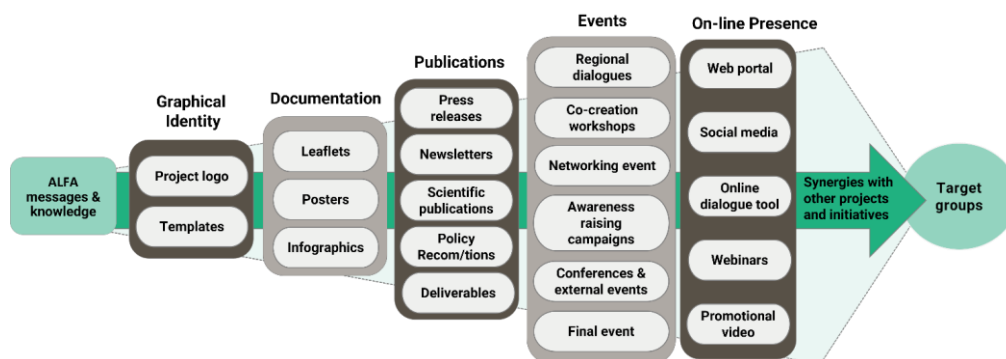 ALFA
messages &
knowledge
Graphical
Identity
Project logo
Templates
Documentation
Leaflets
Posters
Infographics
Publications
Press
releases
Newsletters
Scientific
publications
Policy
Recom/tions
Deliverables
Events
Regional
dialogues
Co-creation
workshops
Networking event
Awareness
raising
campaigns
Conferences &
external events
Final event
On-line Presence
Web portal
Social media
Online
dialogue tool
Webinars
Promotional
video
Synergies with
other projects
and initiatives
Target
groups